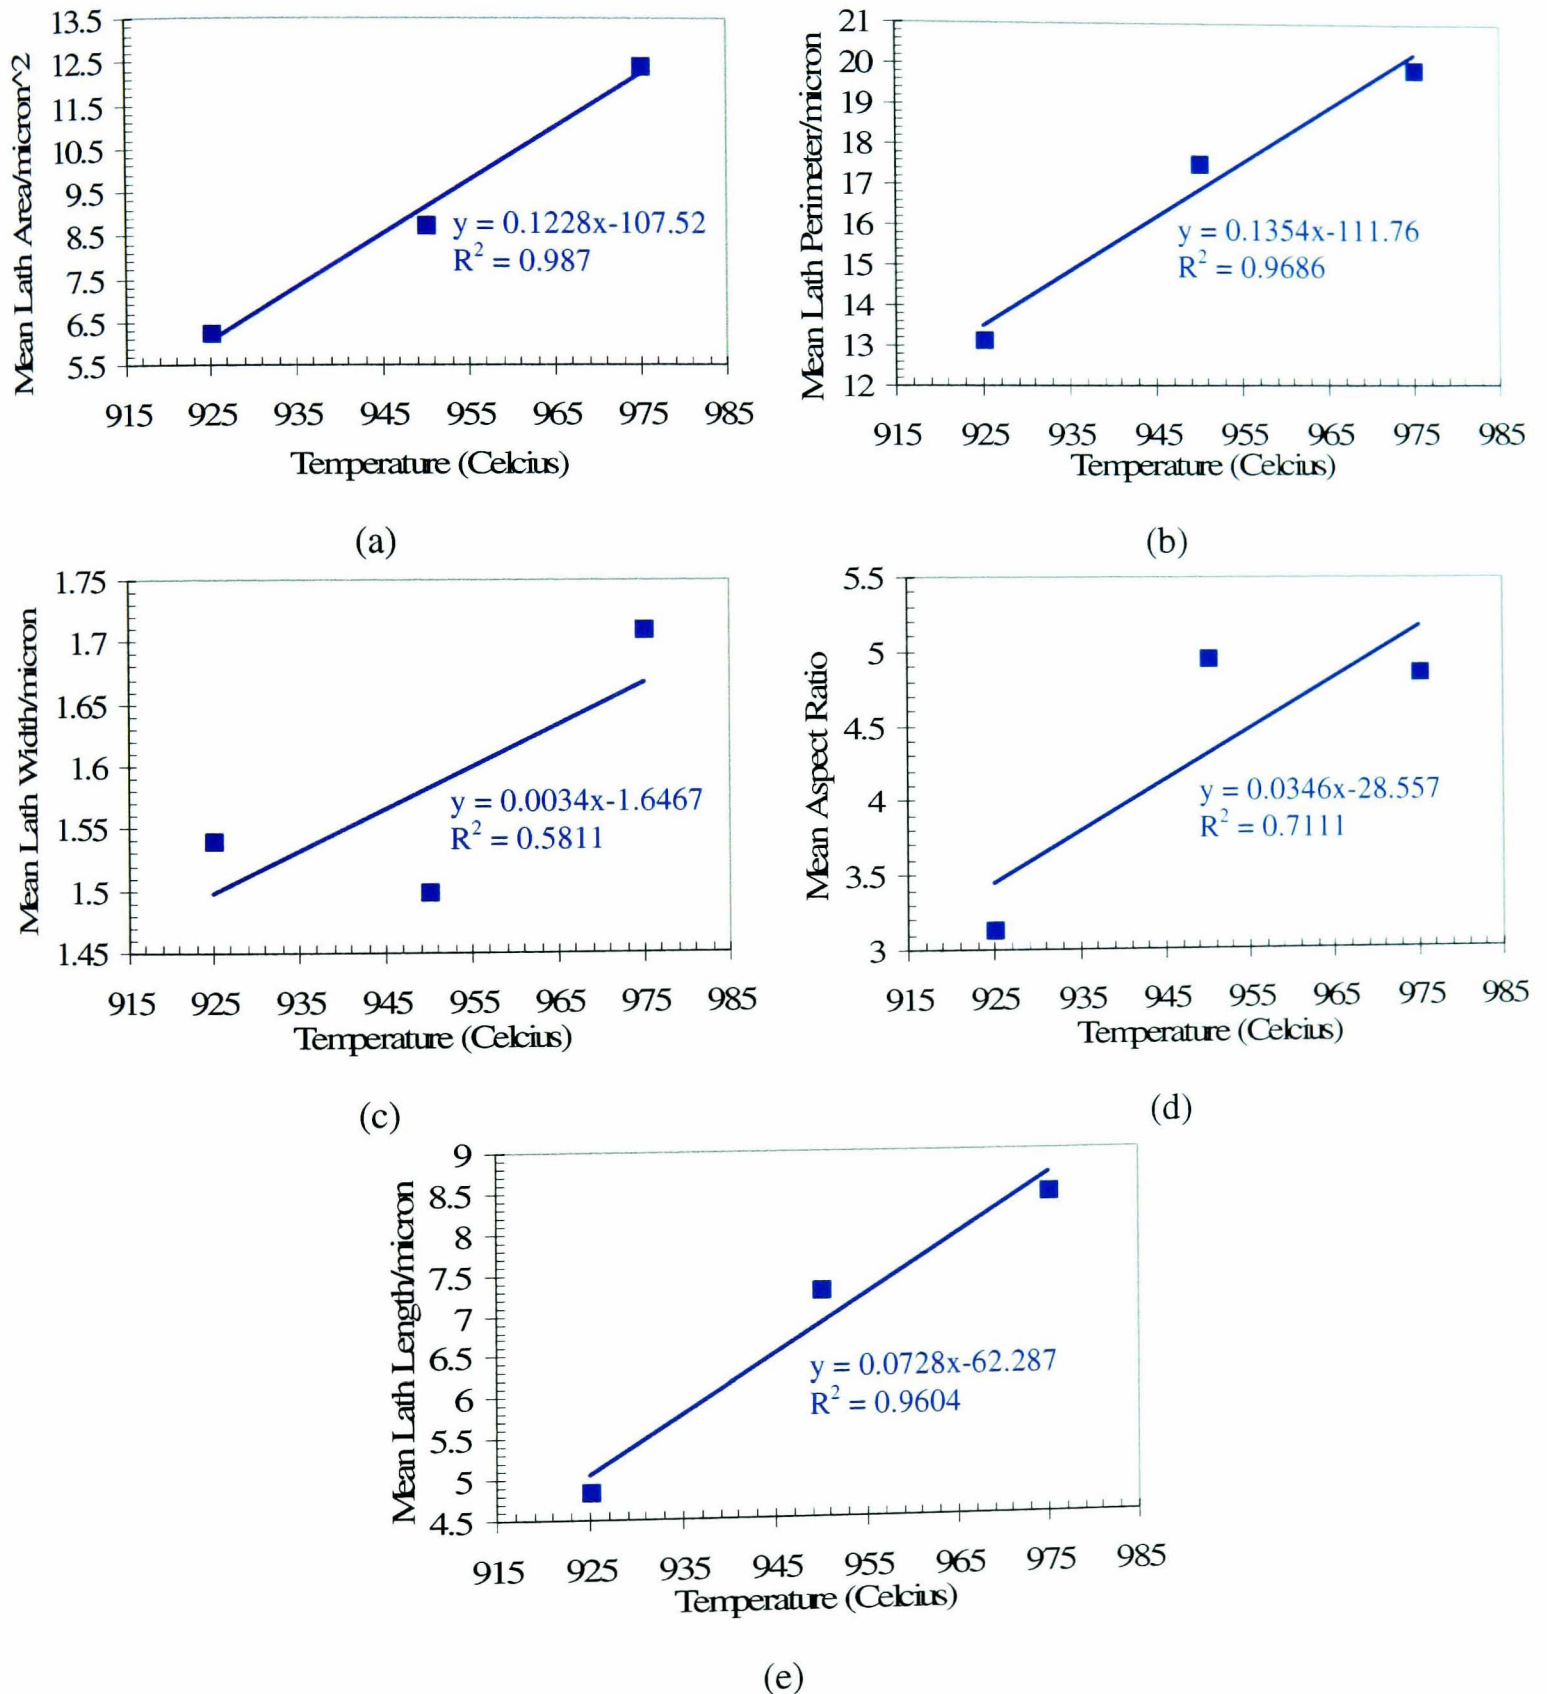 13.5
12.5
11.5
10.5
9.5
8.5
7.5
6.5
5.5
Mean Lath Area/micron^2
y = 0.1228x-107.52
R² = 0.987
915 925 935 945 955 965 975 985
Temperature (Celcius)
(a)
21
20
19
18
17
16
15
14
13
12
Mean Lath Perimeter/micron
y = 0.1354x-111.76
R² = 0.9686
915 925 935 945 955 965 975 985
Temperature (Celcius)
(b)
1.75
1.7
1.65
1.6
1.55
1.5
1.45
Mean Lath Width/micron
y = 0.0034x-1.6467
R² = 0.5811
915 925 935 945 955 965 975 985
Temperature (Celcius)
(c)
5.5
5
4.5
4
3.5
3
Mean Aspect Ratio
y = 0.0346x-28.557
R² = 0.7111
915 925 935 945 955 965 975 985
Temperature (Celcius)
(d)
9
8.5
8
7.5
7
6.5
6
5.5
5
4.5
Mean Lath Length/micron
y = 0.0728x-62.287
R² = 0.9604
915 925 935 945 955 965 975 985
Temperature (Celcius)
(e)